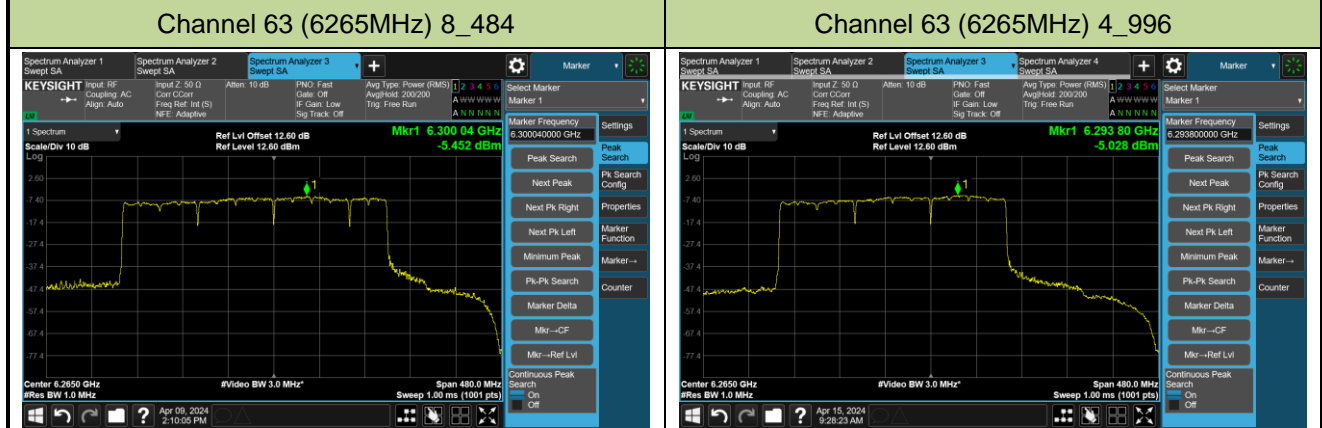 Channel 63 (6265MHz) 8_484
Spectrum Analyzer 1
Swept SA
Spectrum Analyzer 2
Swept SA
Spectrum Analyzer 3
Swept SA
Marker
KEYSIGHT
Input: RF
Coupling: AC
Align: Auto
Input Z: 50 Ω
Corr CCorr
Freq Ref: Int (S)
NFE: Adaptive
Atten: 10 dB
PNO: Fast
Gate: Off
IF Gain: Low
Sig Track: Off
Avg Type: Power (RMS)
Avg|Hold: 200/200
Trig: Free Run
1 2 3 4 5 6
A W W W W W
A N N N N N
Select Marker
Marker 1
1 Spectrum
Scale/Div 10 dB
Log
Ref Lvl Offset 12.60 dB
Ref Level 12.60 dBm
Mkr1 6.300 04 GHz
-5.452 dBm
1
2.60
-7.40
-17.4
-27.4
-37.4
-47.4
-57.4
-67.4
-77.4
Center 6.2650 GHz
#Res BW 1.0 MHz
#Video BW 3.0 MHz*
Span 480.0 MHz
Sweep 1.00 ms (1001 pts)
Marker Frequency
6.300040000 GHz
Peak Search
Next Peak
Next Pk Right
Next Pk Left
Minimum Peak
Pk-Pk Search
Marker Delta
Mkr→CF
Mkr→Ref Lvl
Continuous Peak
Search
On
Off
Settings
Peak
Search
Pk Search
Config
Properties
Marker
Function
Marker→
Counter
?
Apr 09, 2024
2:10:05 PM
Channel 63 (6265MHz) 4_996
Spectrum Analyzer 1
Swept SA
Spectrum Analyzer 2
Swept SA
Spectrum Analyzer 3
Swept SA
Spectrum Analyzer 4
Swept SA
Marker
KEYSIGHT
Input: RF
Coupling: AC
Align: Auto
Input Z: 50 Ω
Corr CCorr
Freq Ref: Int (S)
NFE: Adaptive
Atten: 10 dB
PNO: Fast
Gate: Off
IF Gain: Low
Sig Track: Off
Avg Type: Power (RMS)
Avg|Hold: 200/200
Trig: Free Run
1 2 3 4 5 6
A W W W W W
A N N N N N
Select Marker
Marker 1
1 Spectrum
Scale/Div 10 dB
Log
Ref Lvl Offset 12.60 dB
Ref Level 12.60 dBm
Mkr1 6.293 80 GHz
-5.028 dBm
1
2.60
-7.40
-17.4
-27.4
-37.4
-47.4
-57.4
-67.4
-77.4
Center 6.2650 GHz
#Res BW 1.0 MHz
#Video BW 3.0 MHz*
Span 480.0 MHz
Sweep 1.00 ms (1001 pts)
Marker Frequency
6.293800000 GHz
Peak Search
Next Peak
Next Pk Right
Next Pk Left
Minimum Peak
Pk-Pk Search
Marker Delta
Mkr→CF
Mkr→Ref Lvl
Continuous Peak
Search
On
Off
Settings
Peak
Search
Pk Search
Config
Properties
Marker
Function
Marker→
Counter
?
Apr 15, 2024
9:28:23 AM